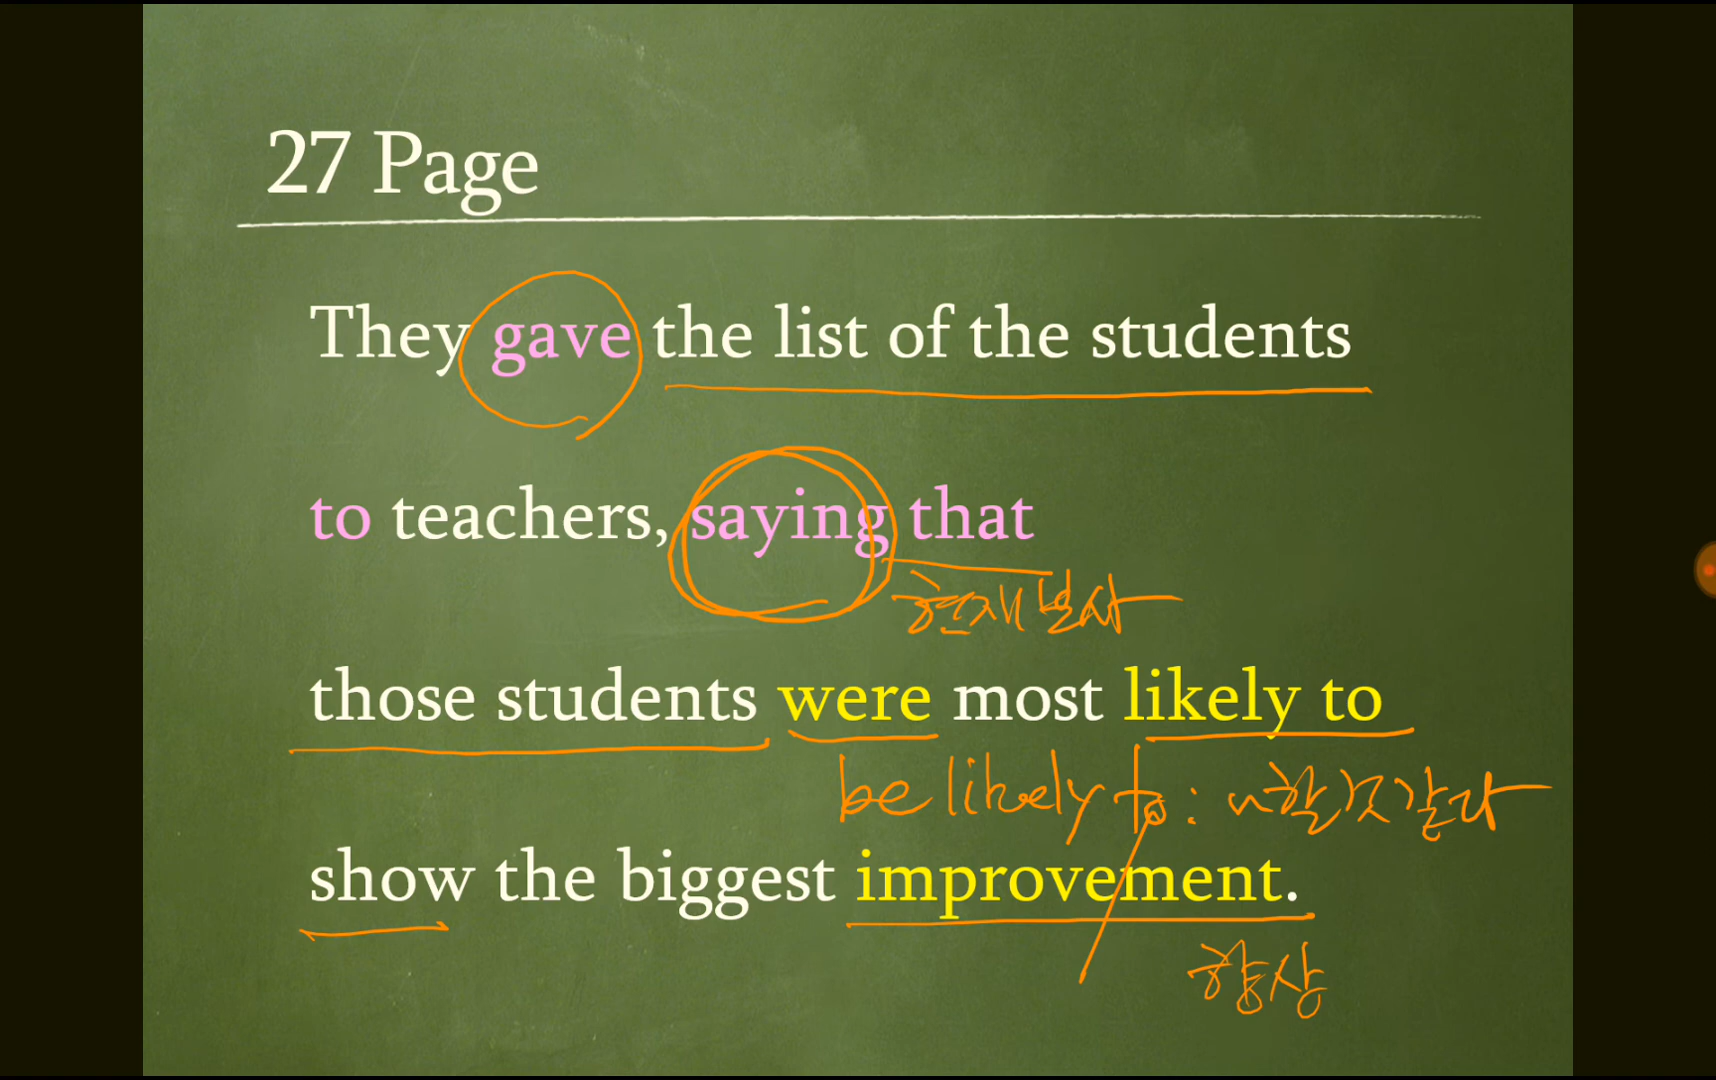 27 Page
They gave the list of the students
to teachers, saying that
현재분사
those students were most likely to
be likely to : ~할 것 같다
show the biggest improvement.
향상